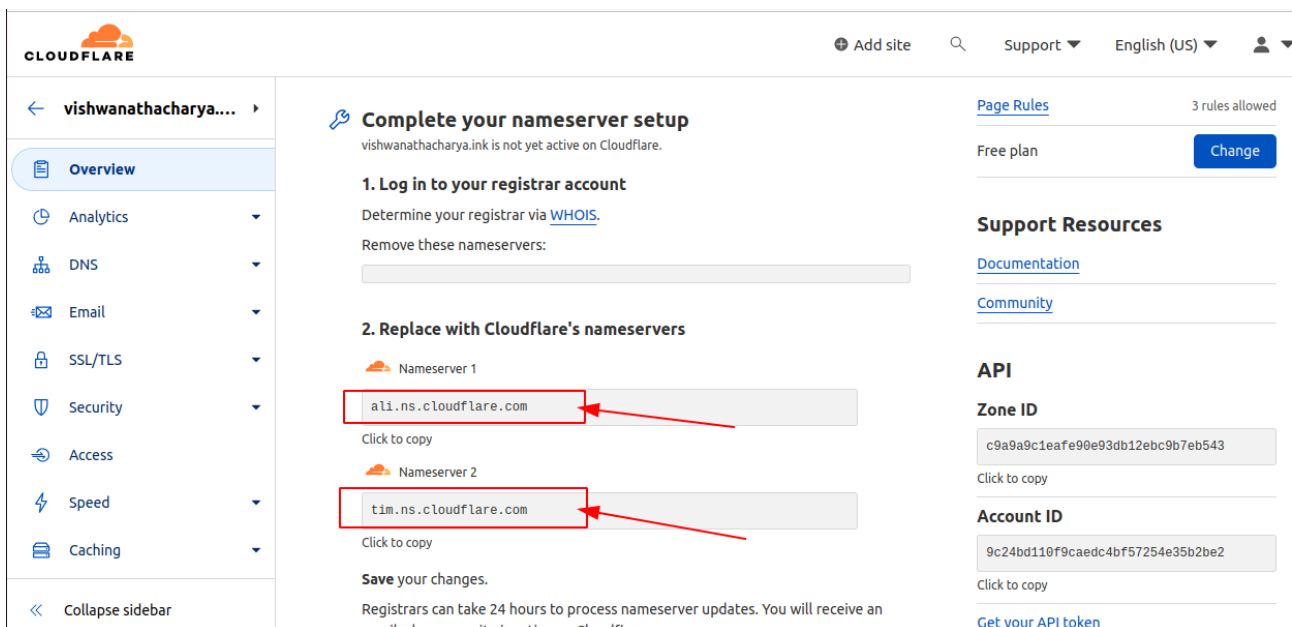 CLOUDFLARE
Add site
Support
English (US)
vishwanathacharya....
Overview
Analytics
DNS
Email
SSL/TLS
Security
Access
Speed
Caching
Collapse sidebar
Complete your nameserver setup
vishwanathacharya.ink is not yet active on Cloudflare.
1. Log in to your registrar account
Determine your registrar via WHOIS.
Remove these nameservers:
2. Replace with Cloudflare's nameservers
Nameserver 1
ali.ns.cloudflare.com
Click to copy
Nameserver 2
tim.ns.cloudflare.com
Click to copy
Save your changes.
Registrars can take 24 hours to process nameserver updates. You will receive an
Page Rules 3 rules allowed
Free plan Change
Support Resources
Documentation
Community
API
Zone ID
c9a9a9c1eafe90e93db12ebc9b7eb543
Click to copy
Account ID
9c24bd110f9caedc4bf57254e35b2be2
Click to copy
Get your API token